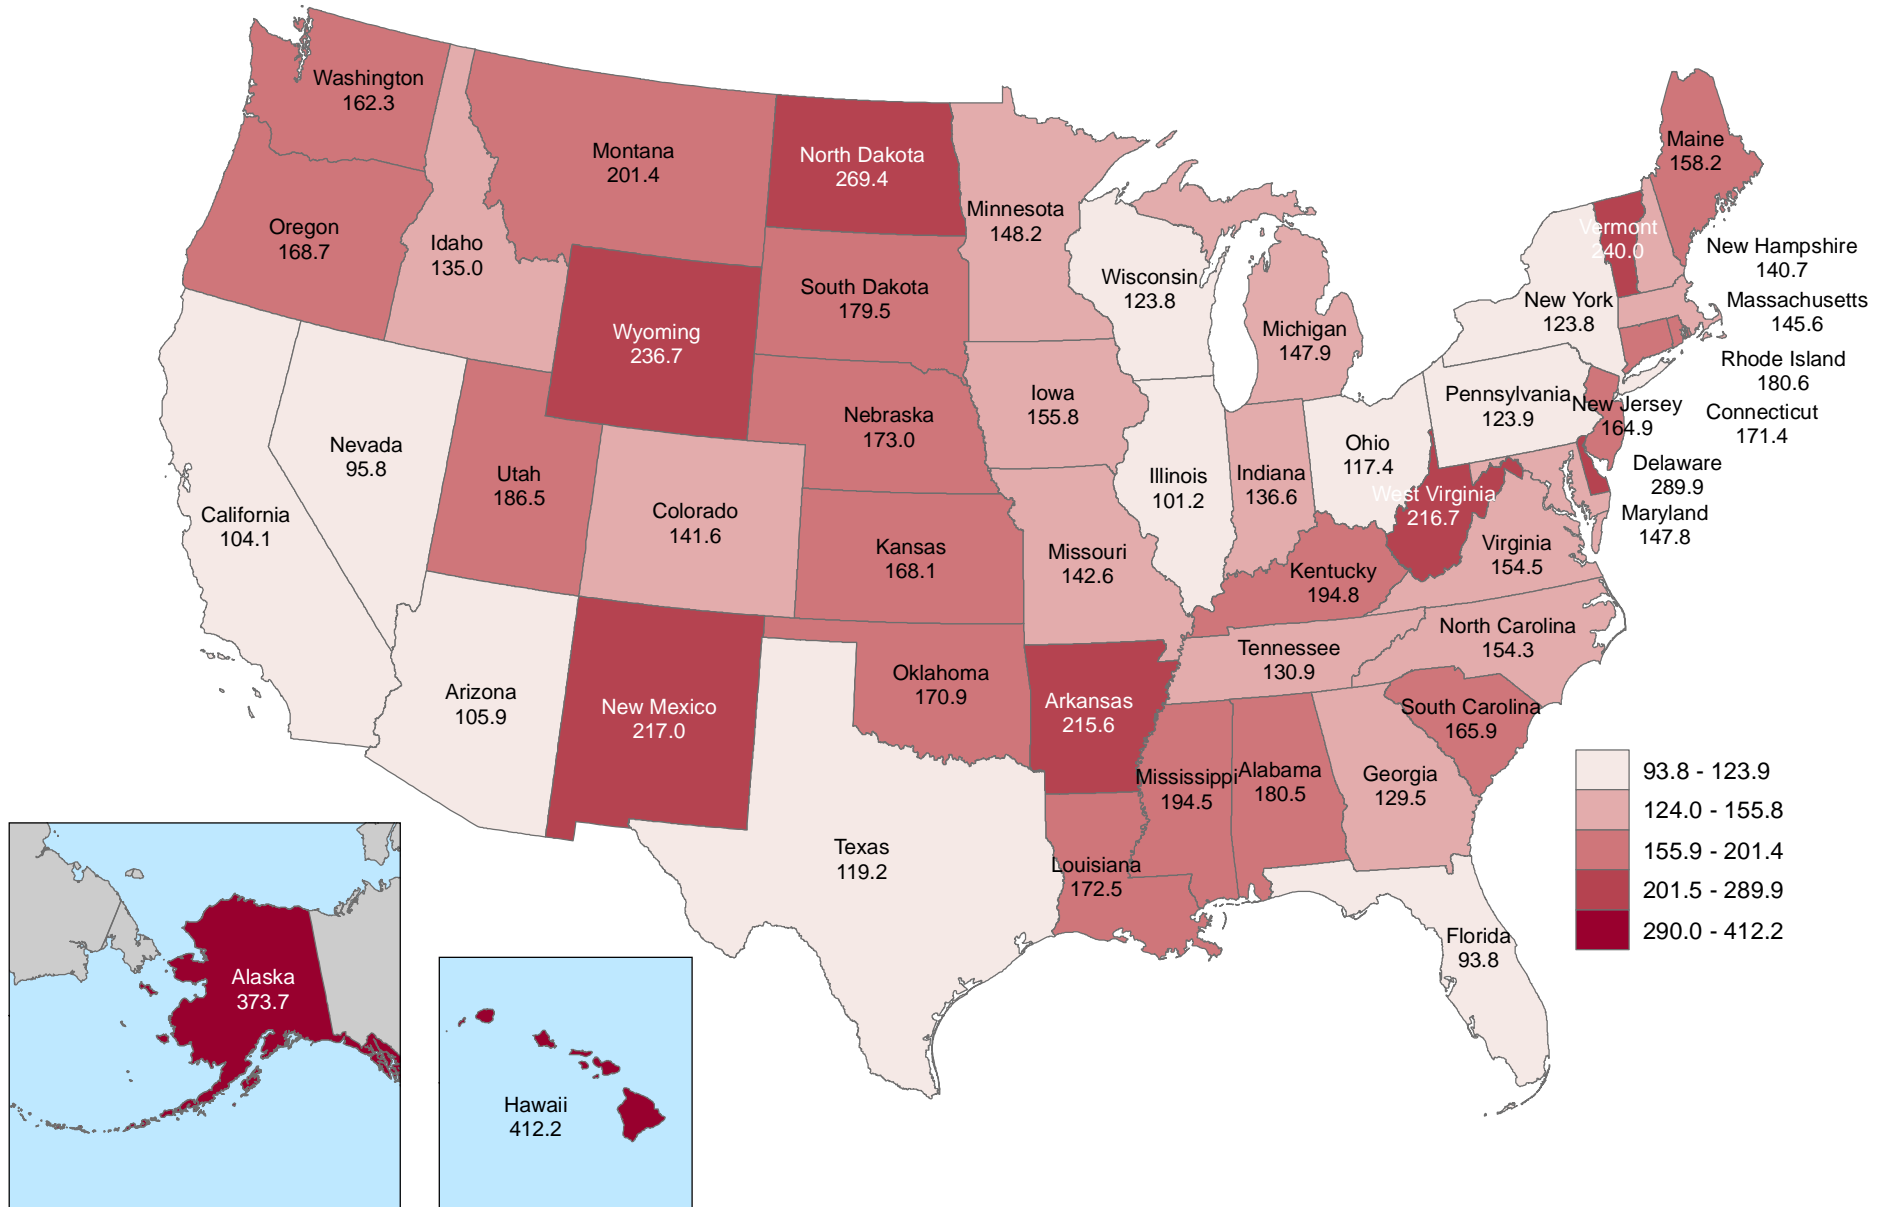 Washington
162.3
Montana
201.4
North Dakota
269.4
Minnesota
148.2
Maine
158.2
Oregon
168.7
Idaho
135.0
Vermont
240.0
New Hampshire
140.7
Wisconsin
123.8
South Dakota
179.5
New York
123.8
Massachusetts
145.6
Wyoming
236.7
Michigan
147.9
Rhode Island
180.6
Iowa
155.8
Pennsylvania
123.9
New Jersey
164.9
Connecticut
171.4
Nebraska
173.0
Nevada
95.8
Utah
186.5
Illinois
101.2
Indiana
136.6
Ohio
117.4
West Virginia
216.7
Delaware
289.9
Maryland
147.8
California
104.1
Colorado
141.6
Kansas
168.1
Missouri
142.6
Virginia
154.5
Kentucky
194.8
North Carolina
154.3
Tennessee
130.9
Arizona
105.9
New Mexico
217.0
Oklahoma
170.9
Arkansas
215.6
South Carolina
165.9
Mississippi
194.5
Alabama
180.5
Georgia
129.5
Texas
119.2
Louisiana
172.5
Florida
93.8
Alaska
373.7
Hawaii
412.2
93.8 - 123.9
124.0 - 155.8
155.9 - 201.4
201.5 - 289.9
290.0 - 412.2